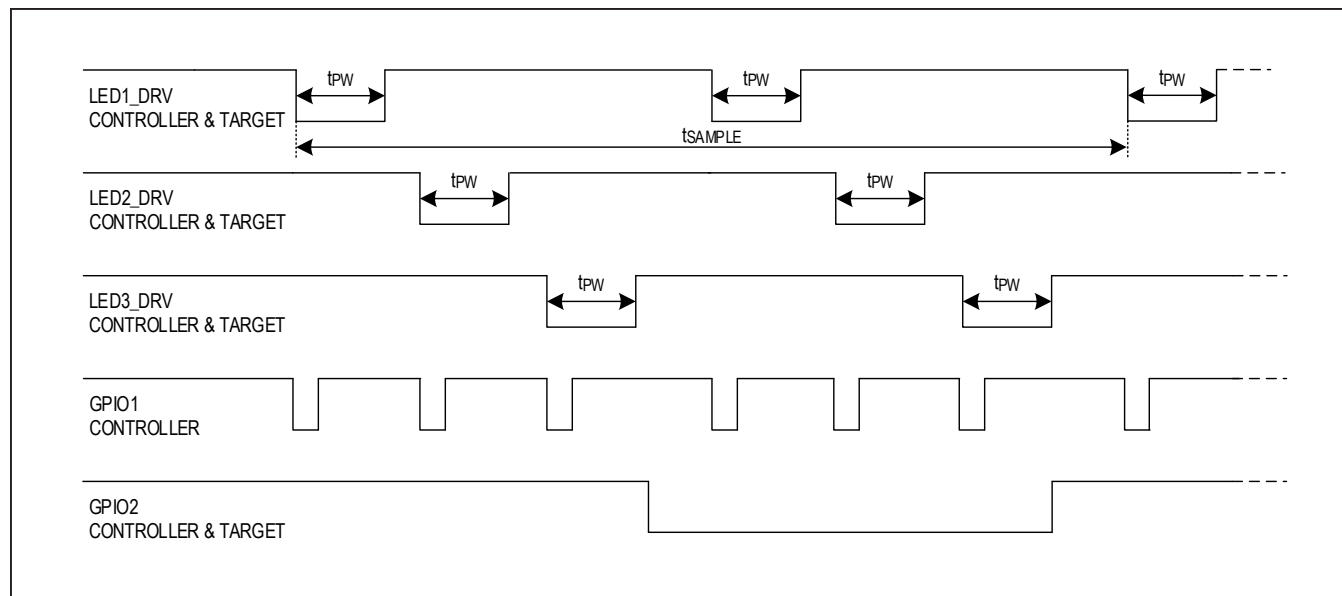 tPW
tPW
tPW
LED1_DRV
CONTROLLER & TARGET
tSAMPLE
tPW
tPW
LED2_DRV
CONTROLLER & TARGET
tPW
tPW
LED3_DRV
CONTROLLER & TARGET
GPIO1
CONTROLLER
GPIO2
CONTROLLER & TARGET